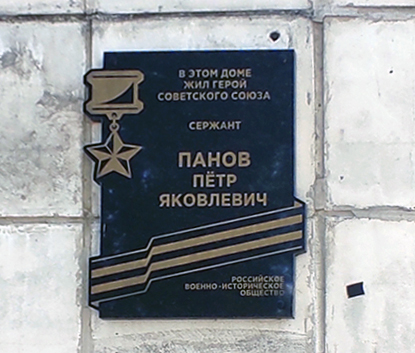 В ЭТОМ ДОМЕ
ЖИЛ ГЕРОЙ
СОВЕТСКОГО СОЮЗА
СЕРЖАНТ
ПАНОВ
ПЁТР
ЯКОВЛЕВИЧ
РОССИЙСКОЕ
ВОЕННО-ИСТОРИЧЕСКОЕ
ОБЩЕСТВО